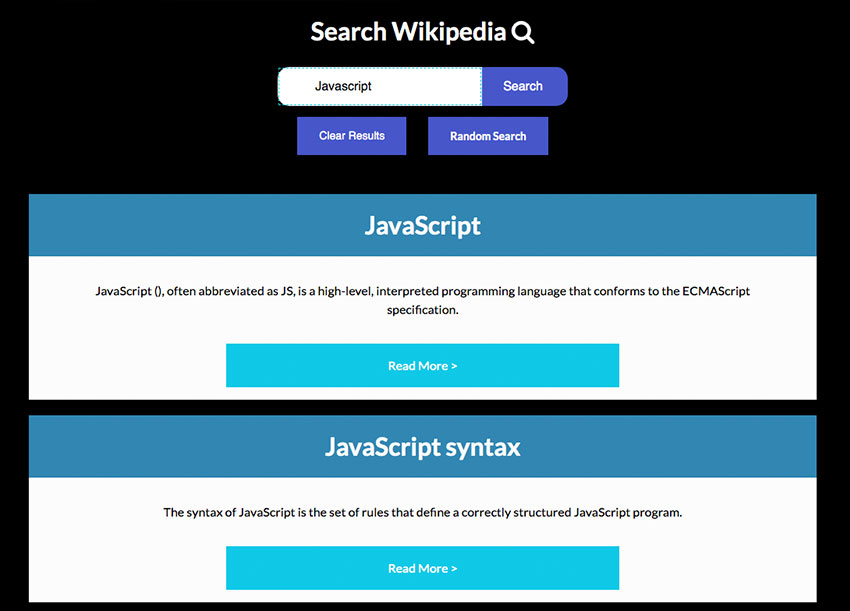 Search Wikipedia
Javascript
Search
Clear Results
Random Search
JavaScript
JavaScript (), often abbreviated as JS, is a high-level, interpreted programming language that conforms to the ECMAScript
specification.
Read More >
JavaScript syntax
The syntax of JavaScript is the set of rules that define a correctly structured JavaScript program.
Read More >